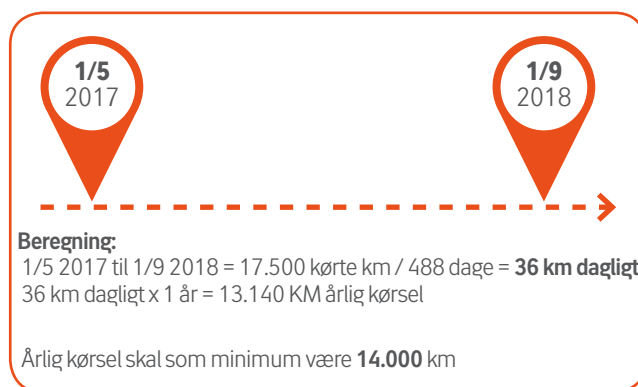 1/5
2017
1/9
2018
Beregning:
1/5 2017 til 1/9 2018 = 17.500 kørte km / 488 dage = 36 km dagligt
36 km dagligt x 1 år = 13.140 KM årlig kørsel
Årlig kørsel skal som minimum være 14.000 km